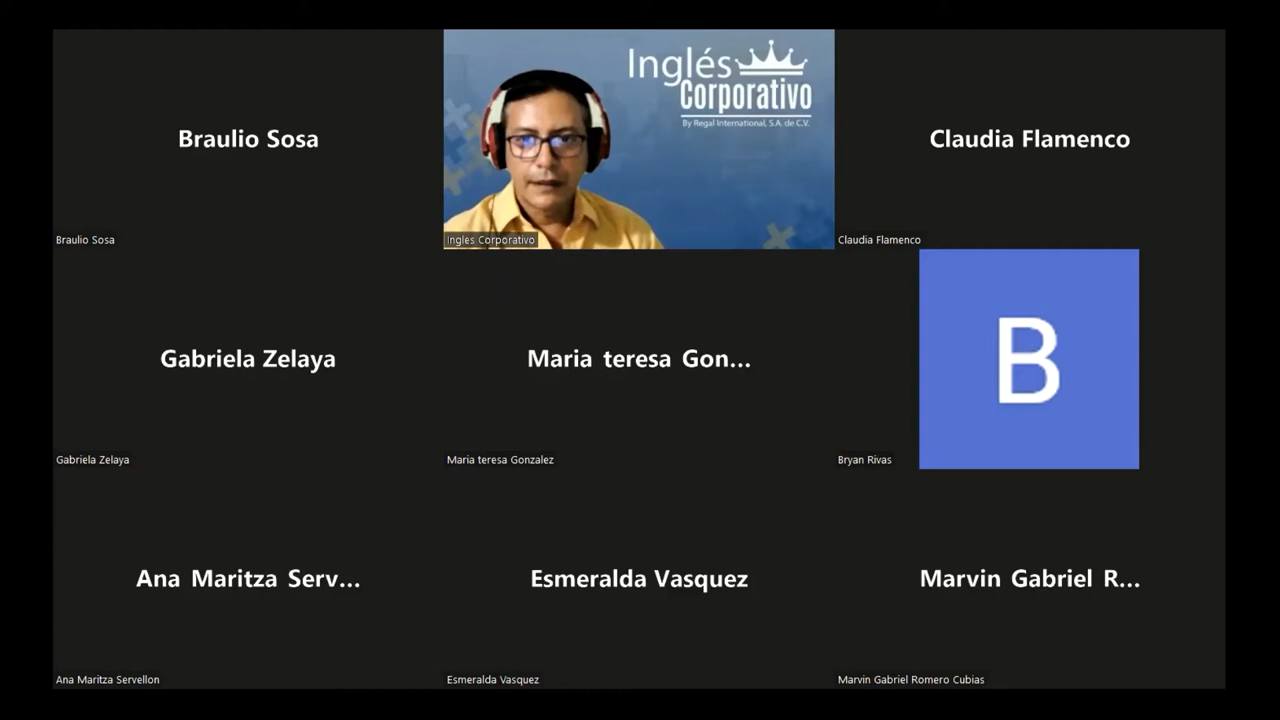 Braulio Sosa
Braulio Sosa
Inglés
Corporativo
By Regal International, S.A. de C.V.
Ingles Corporativo
Claudia Flamenco
Claudia Flamenco
Gabriela Zelaya
Gabriela Zelaya
Maria teresa Gon...
Maria teresa Gonzalez
B
Bryan Rivas
Ana Maritza Serv...
Ana Maritza Servellon
Esmeralda Vasquez
Esmeralda Vasquez
Marvin Gabriel R...
Marvin Gabriel Romero Cubias